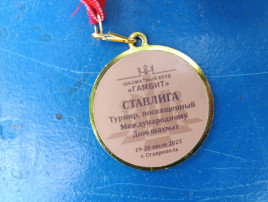 ШАХМАТНЫЙ КЛУБ
«ГАМБИТ»
СТАВЛИГА
Турнир, посвященный
Международному
Дню шахмат
19-20 июля 2025
г. Ставрополь